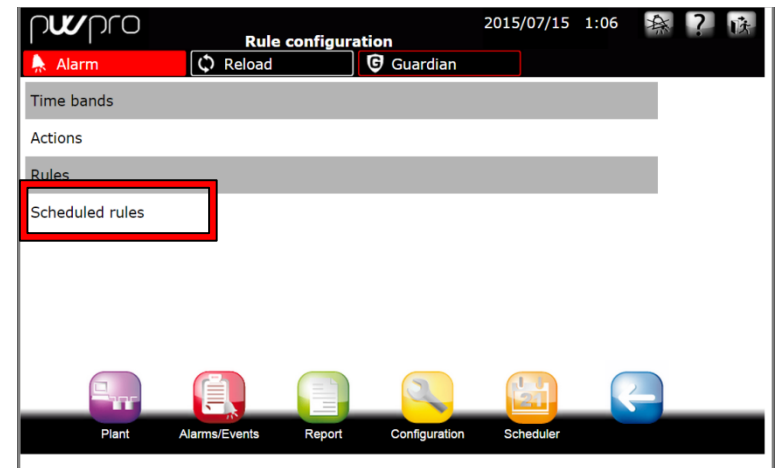 pwpro
2015/07/15 1:06
Rule configuration
?
Alarm
Reload
G Guardian
Time bands
Actions
Rules
Scheduled rules
21
Plant
Alarms/Events
Report
Configuration
Scheduler